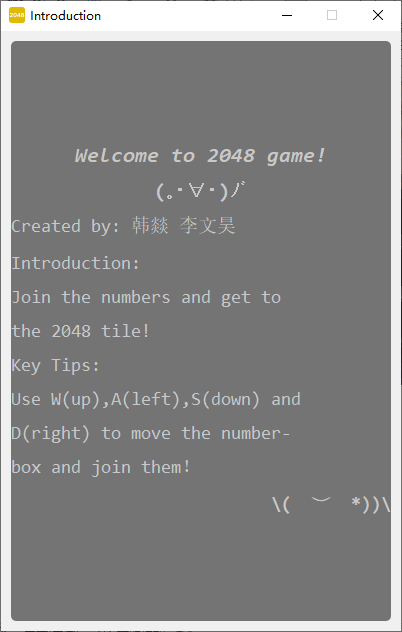 2048 Introduction
Welcome to 2048 game!
(｡･∀･)ﾉﾞ
Created by: 韩燚 李文昊
Introduction:
Join the numbers and get to
the 2048 tile!
Key Tips:
Use W(up),A(left),S(down) and
D(right) to move the number-
box and join them!
\(  ︶  *))\